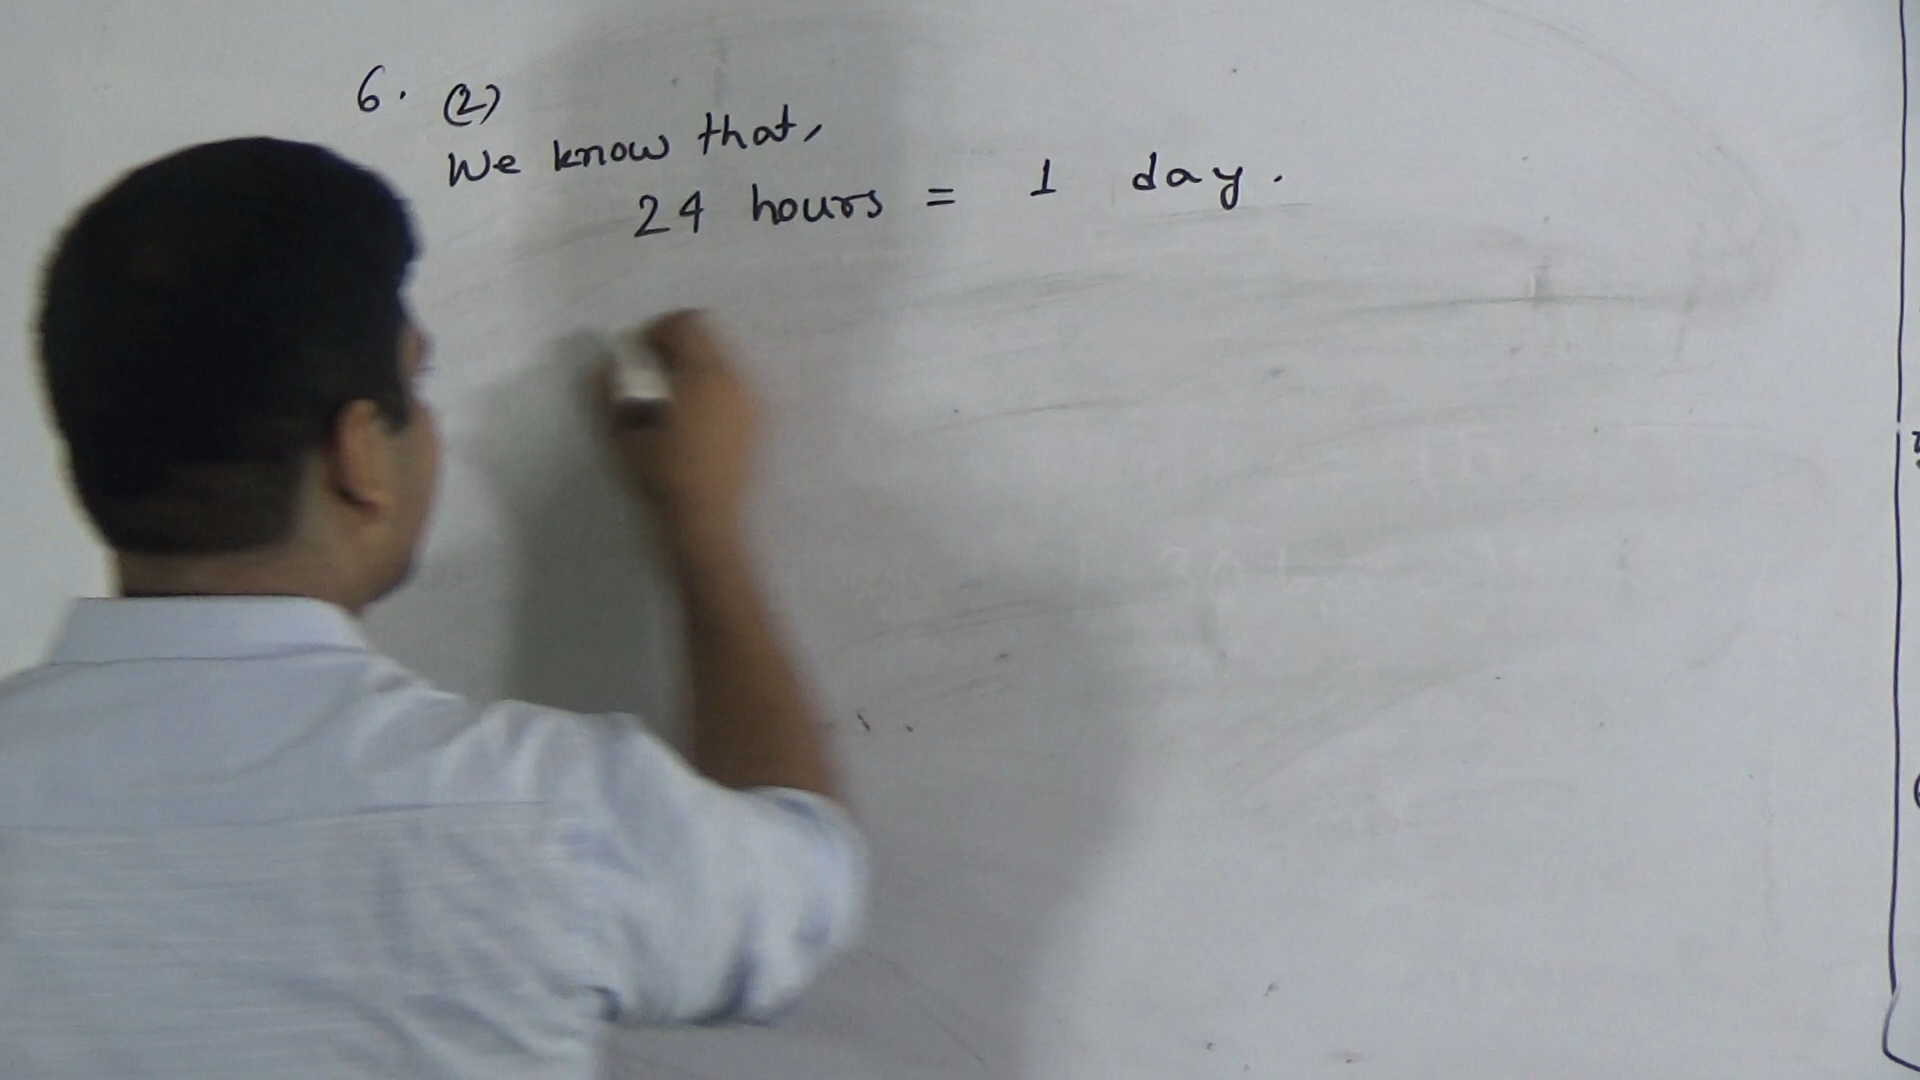 6. (2)
We know that,
24 hours = 1 day.